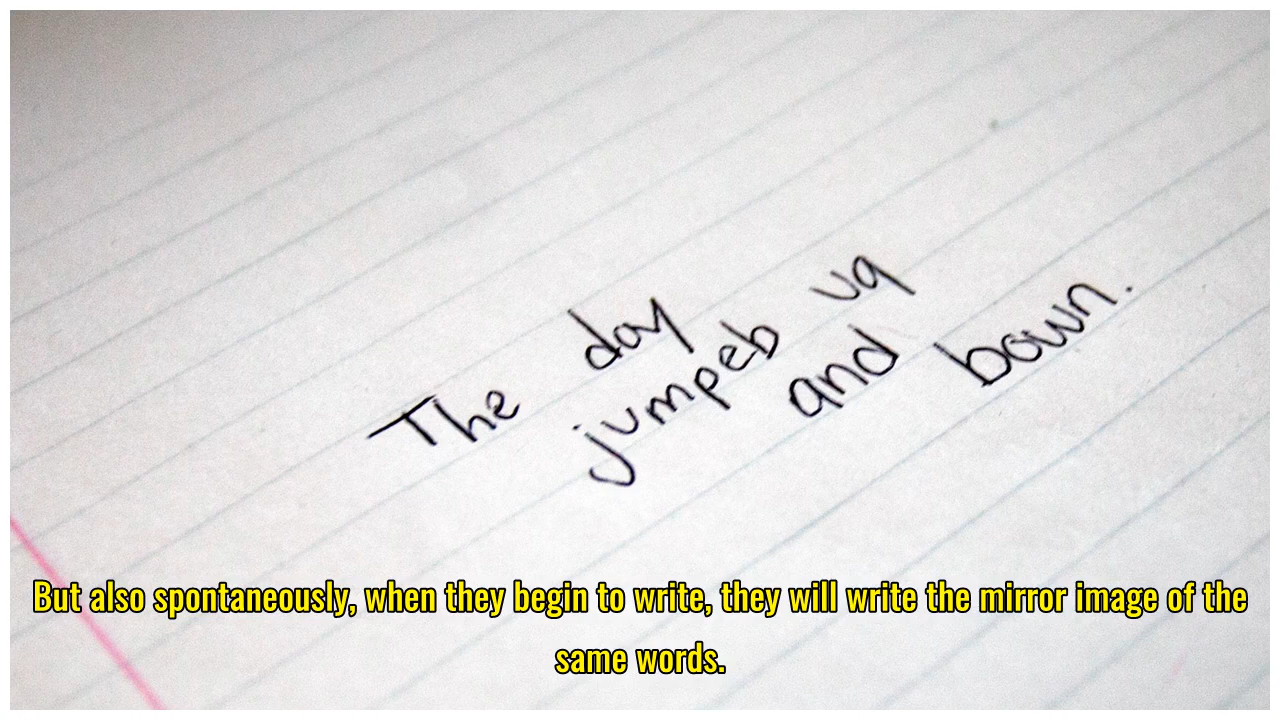 The doy
jumpeb uq
and bown.
But also spontaneously, when they begin to write, they will write the mirror image of the
same words.